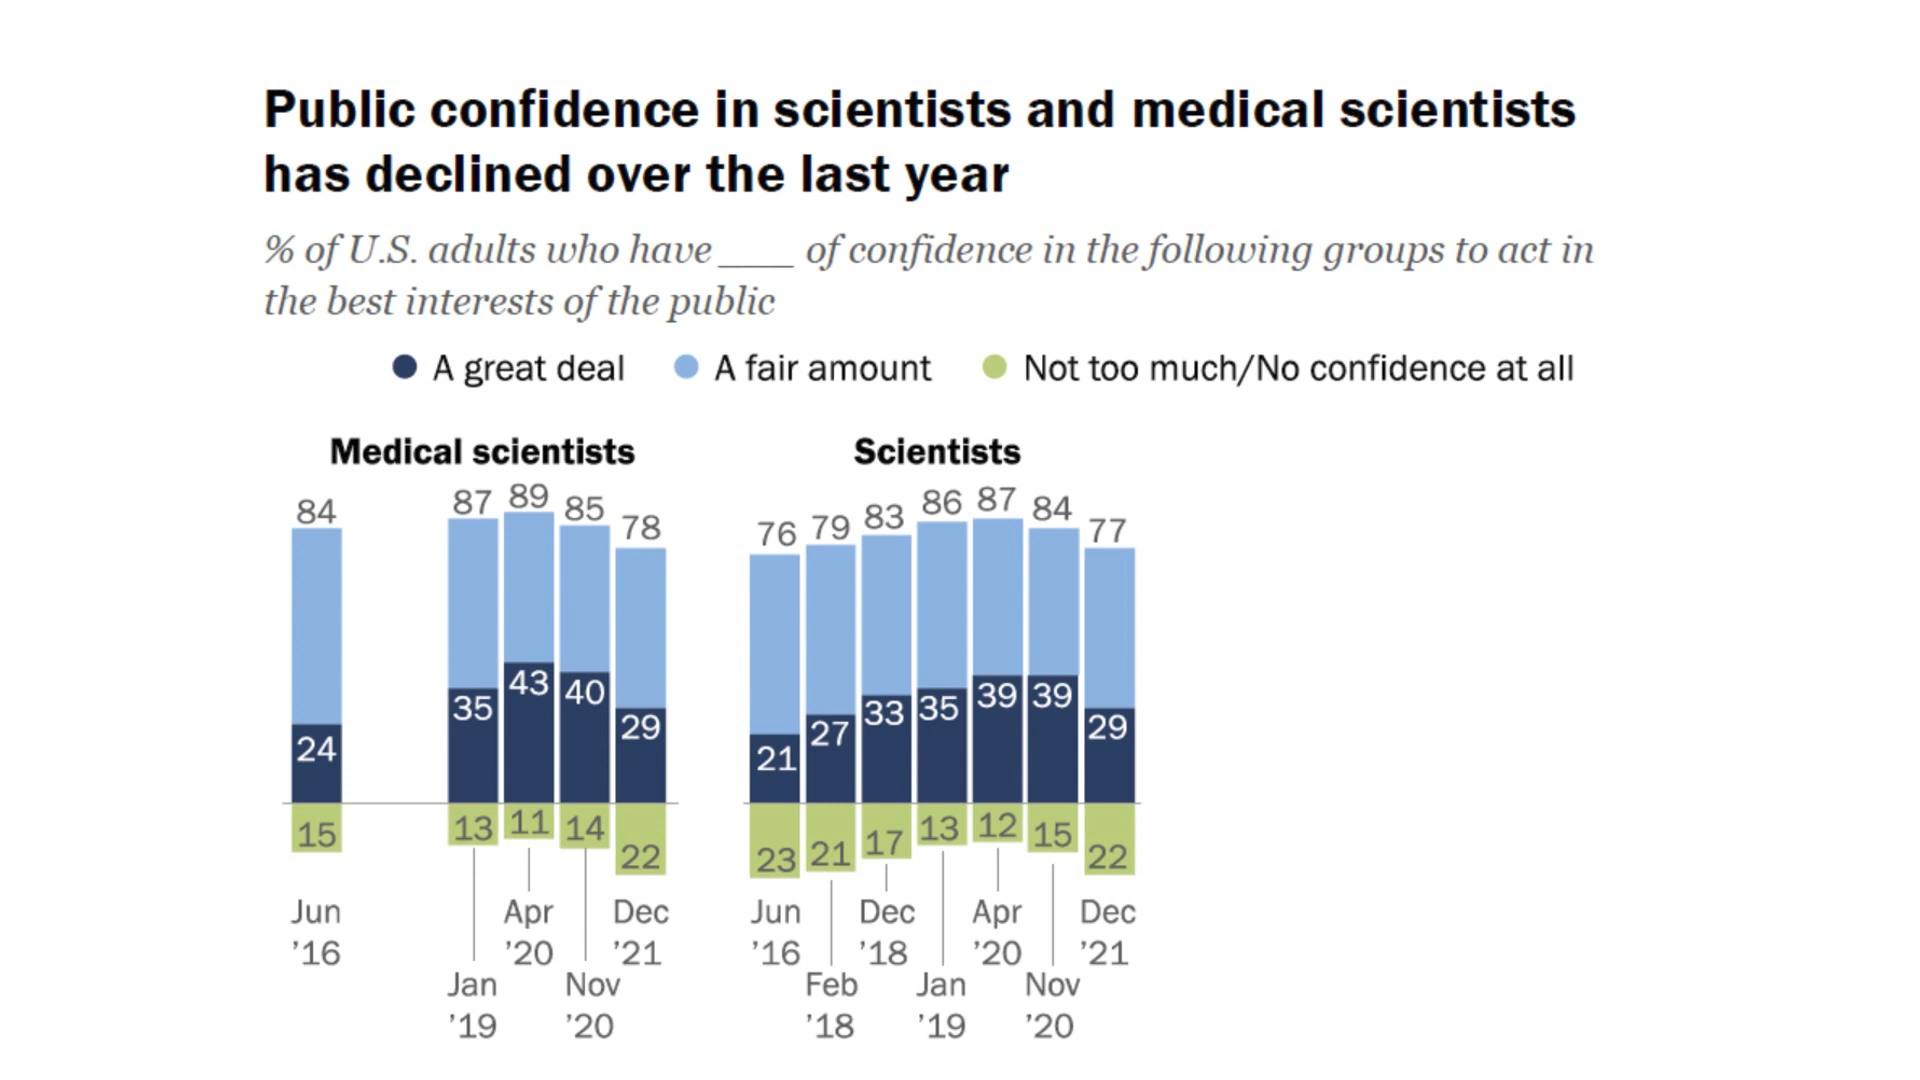 Public confidence in scientists and medical scientists
has declined over the last year
% of U.S. adults who have ___ of confidence in the following groups to act in
the best interests of the public
A great deal A fair amount Not too much/No confidence at all
Medical scientists Scientists
84 87 89 85 78 76 79 83 86 87 84 77
24 35 43 40 29 21 27 33 35 39 39 29
15 13 11 14 22 23 21 17 13 12 15 22
Jun Apr Dec Jun Dec Apr Dec
’16 ’20 ’21 ’16 ’18 ’20 ’21
Jan Nov Feb Jan Nov
’19 ’20 ’18 ’19 ’20